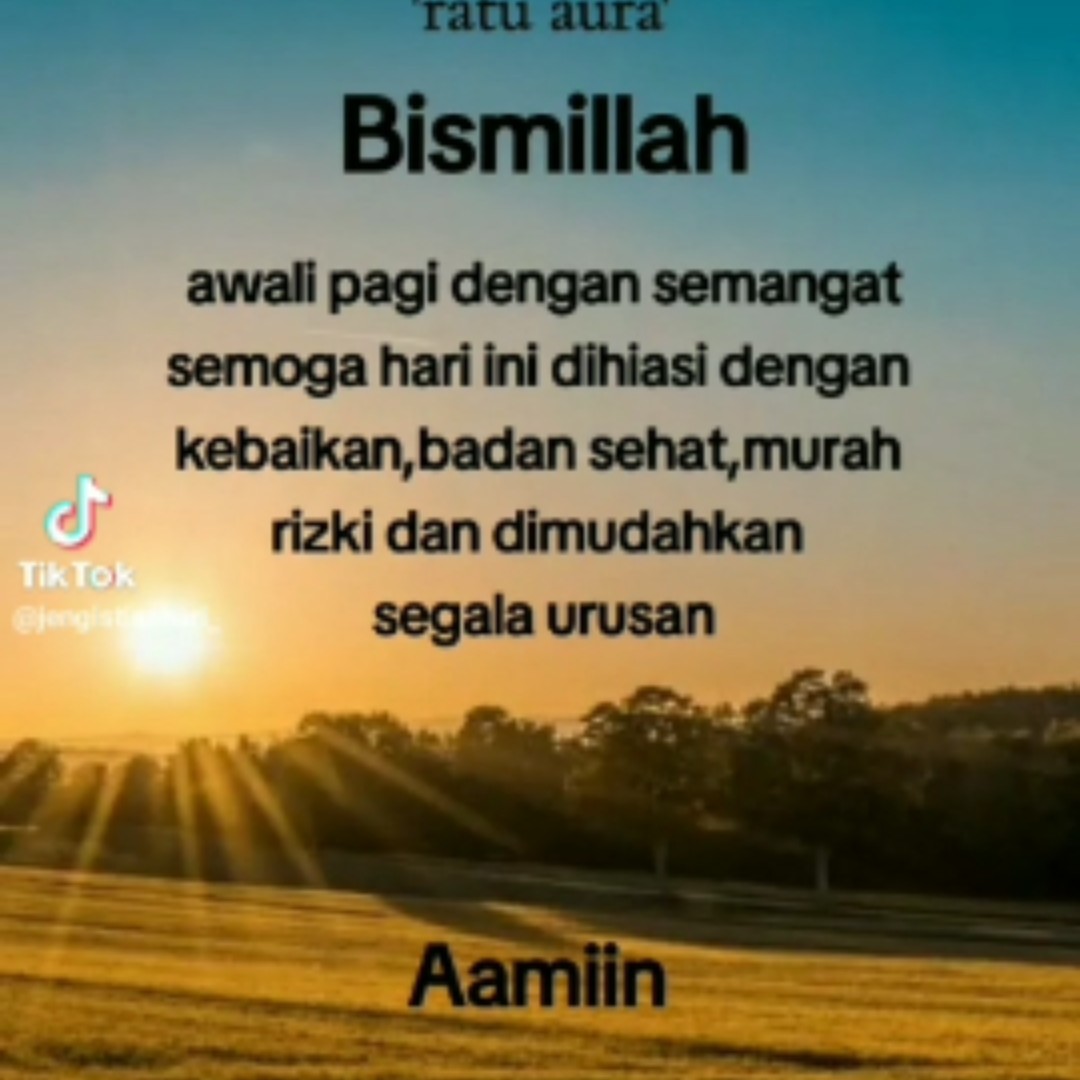 'ratu aura'
Bismillah
awali pagi dengan semangat
semoga hari ini dihiasi dengan
kebaikan,badan sehat,murah
rizki dan dimudahkan
segala urusan
TikTok
Aamiin